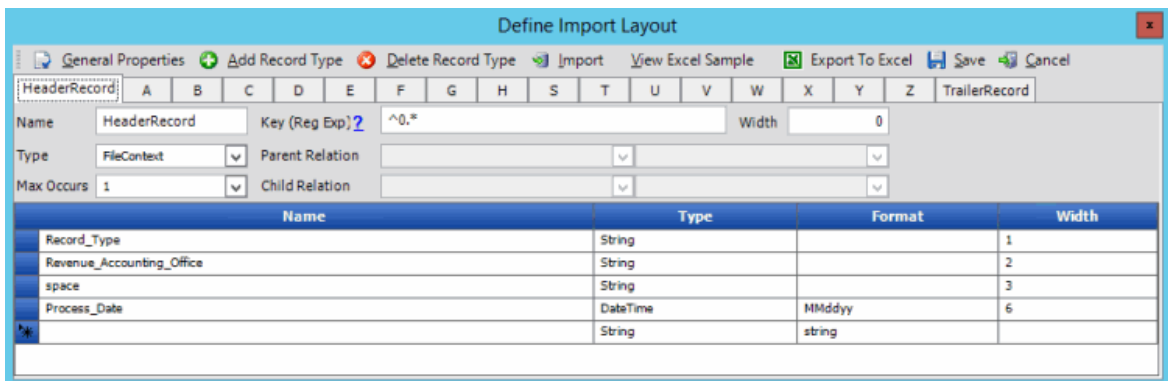 Define Import Layout
x
General Properties Add Record Type Delete Record Type Import View Excel Sample Export To Excel Save Cancel
HeaderRecord A B C D E F G H S T U V W X Y Z TrailerRecord
Name HeaderRecord Key (Reg Exp) ? ^0.* Width 0
Type FileContext Parent Relation
Max Occurs 1 Child Relation
Name Type Format Width
Record_Type String 1
Revenue_Accounting_Office String 2
space String 3
Process_Date DateTime MMddyy 6
String string